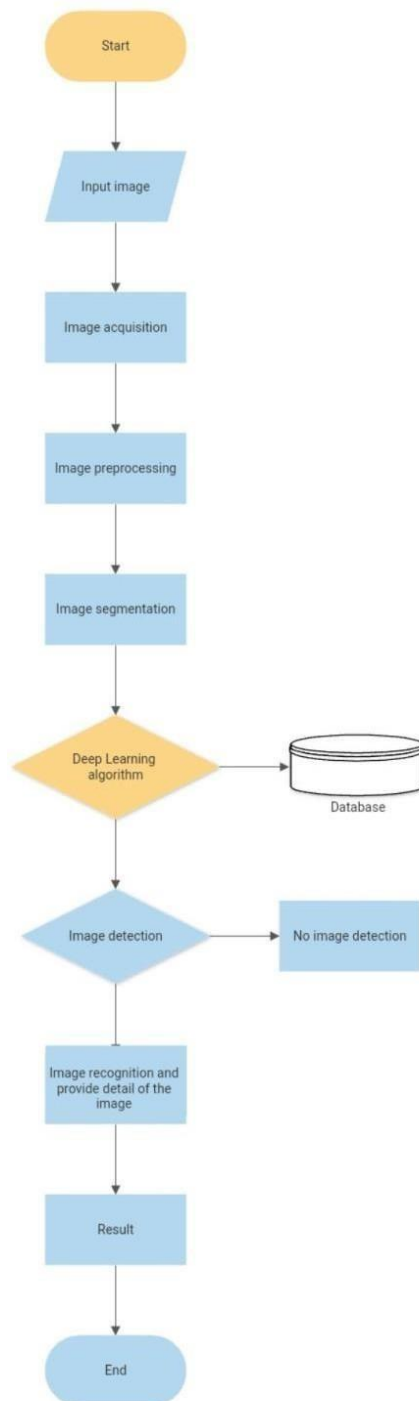 Start
Input image
Image acquisition
Image preprocessing
Image segmentation
Deep Learning
algorithm
Database
Image detection
No image detection
Image recognition and
provide detail of the
image
Result
End